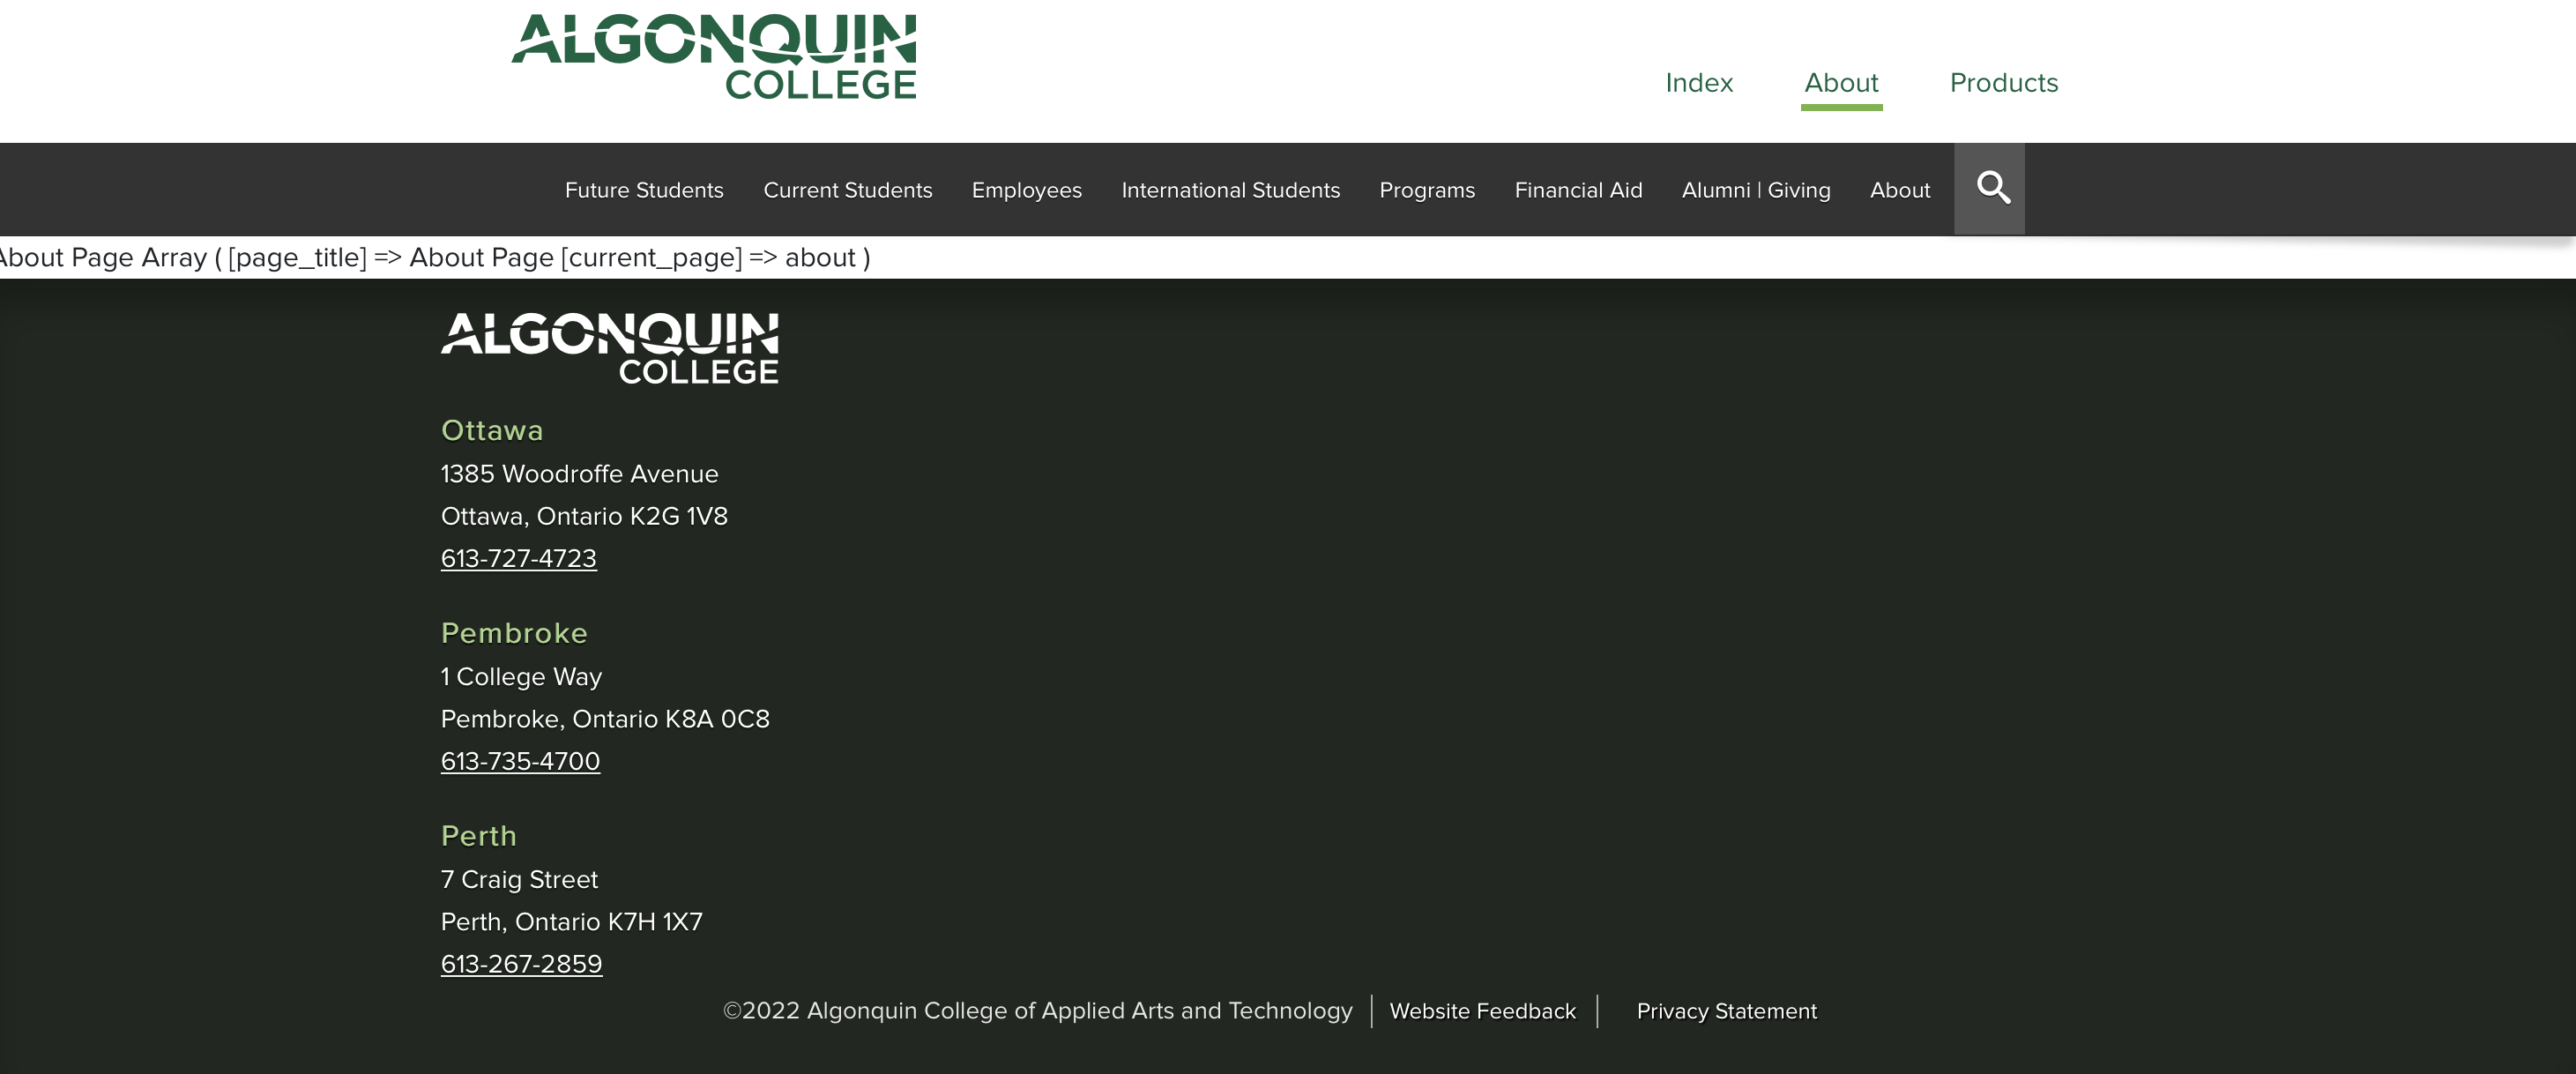 ALGONQUIN
COLLEGE
Index About Products
Future Students Current Students Employees International Students Programs Financial Aid Alumni | Giving About
About Page Array ( [page_title] => About Page [current_page] => about )
ALGONQUIN
COLLEGE
Ottawa
1385 Woodroffe Avenue
Ottawa, Ontario K2G 1V8
613-727-4723
Pembroke
1 College Way
Pembroke, Ontario K8A 0C8
613-735-4700
Perth
7 Craig Street
Perth, Ontario K7H 1X7
613-267-2859
©2022 Algonquin College of Applied Arts and Technology Website Feedback Privacy Statement